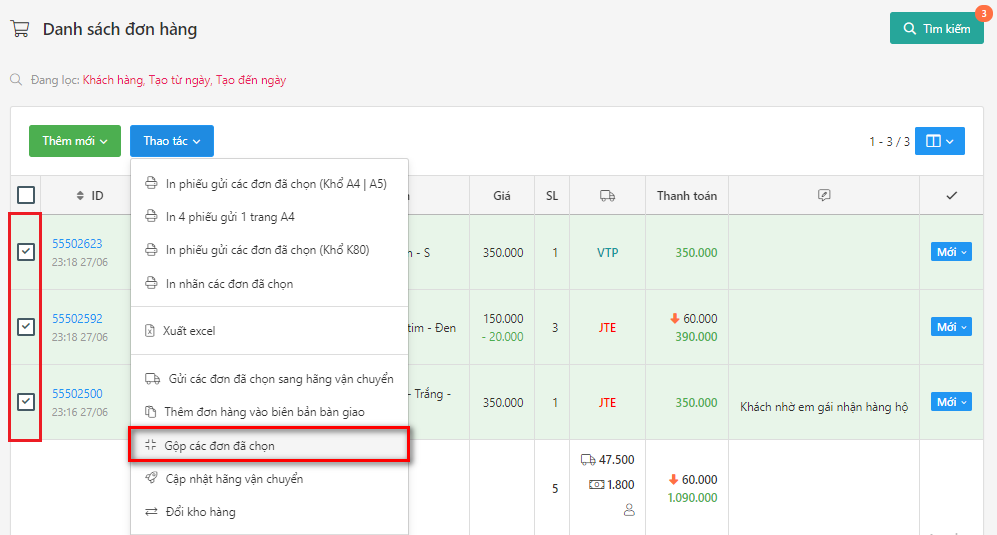 Danh sách đơn hàng
3
Tìm kiếm
Đang lọc: Khách hàng, Tạo từ ngày, Tạo đến ngày
Thêm mới
Thao tác
1 - 3 / 3
ID
Giá
SL
Thanh toán
In phiếu gửi các đơn đã chọn (Khổ A4 | A5)
In 4 phiếu gửi 1 trang A4
In phiếu gửi các đơn đã chọn (Khổ K80)
In nhãn các đơn đã chọn
Xuất excel
Gửi các đơn đã chọn sang hãng vận chuyển
Thêm đơn hàng vào biên bản bàn giao
Gộp các đơn đã chọn
Cập nhật hãng vận chuyển
Đổi kho hàng
55502623
23:18 27/06
n - S
350.000
1
VTP
350.000
Mới
55502592
23:18 27/06
tim - Đen
150.000
- 20.000
3
JTE
60.000
390.000
Mới
55502500
23:16 27/06
- Trắng -
350.000
1
JTE
350.000
Khách nhờ em gái nhận hàng hộ
Mới
5
47.500
1.800
60.000
1.090.000